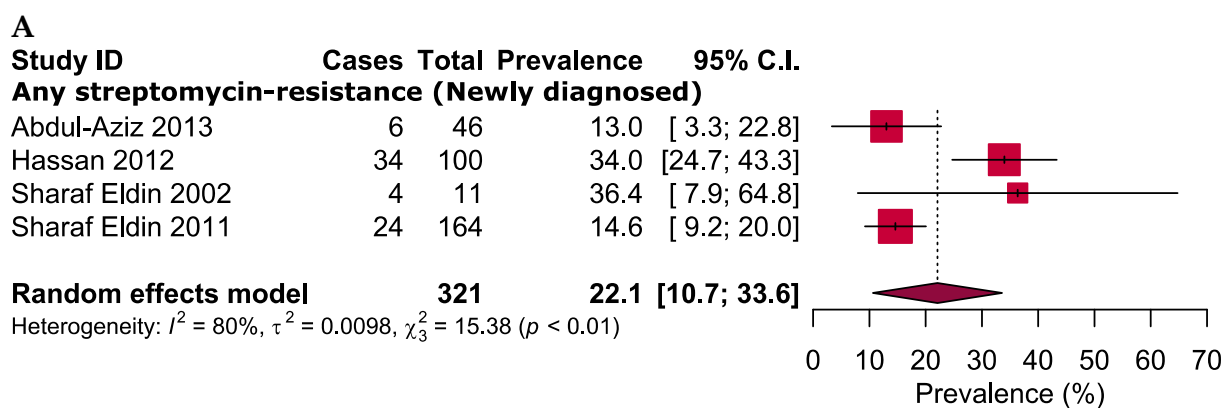 A
Study ID Cases Total Prevalence 95% C.I.
Any streptomycin-resistance (Newly diagnosed)
Abdul-Aziz 2013 6 46 13.0 [ 3.3; 22.8]
Hassan 2012 34 100 34.0 [24.7; 43.3]
Sharaf Eldin 2002 4 11 36.4 [ 7.9; 64.8]
Sharaf Eldin 2011 24 164 14.6 [ 9.2; 20.0]
Random effects model 321 22.1 [10.7; 33.6]
Heterogeneity: I² = 80%, τ² = 0.0098, χ₃² = 15.38 (p < 0.01)
0 10 20 30 40 50 60 70
Prevalence (%)